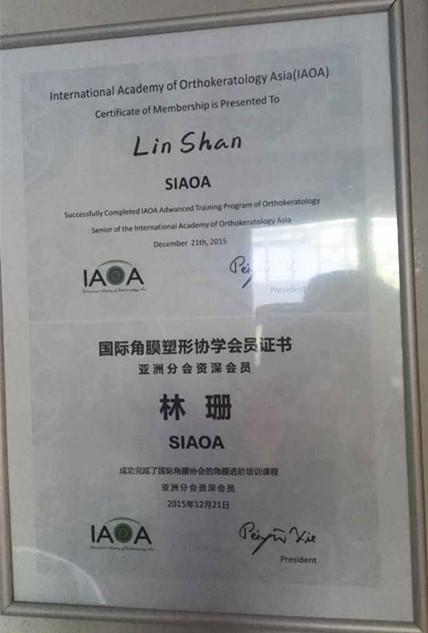 International Academy of Orthokeratology Asia(IAOA)
Certificate of Membership is Presented To
Lin Shan
SIAOA
Successfully Completed IAOA Adwanced Training Program of Orthokeratology
Senior of the International Academy of Orthokeratology Asia
December 21th, 2015
IAOA
President
国际角膜塑形协学会员证书
亚洲分会资深会员
林 珊
SIAOA
成功完成了国际角膜协会的角膜进阶培训课程
亚洲分会资深会员
2015年12月21日
IAOA
Peiyin Xie
President